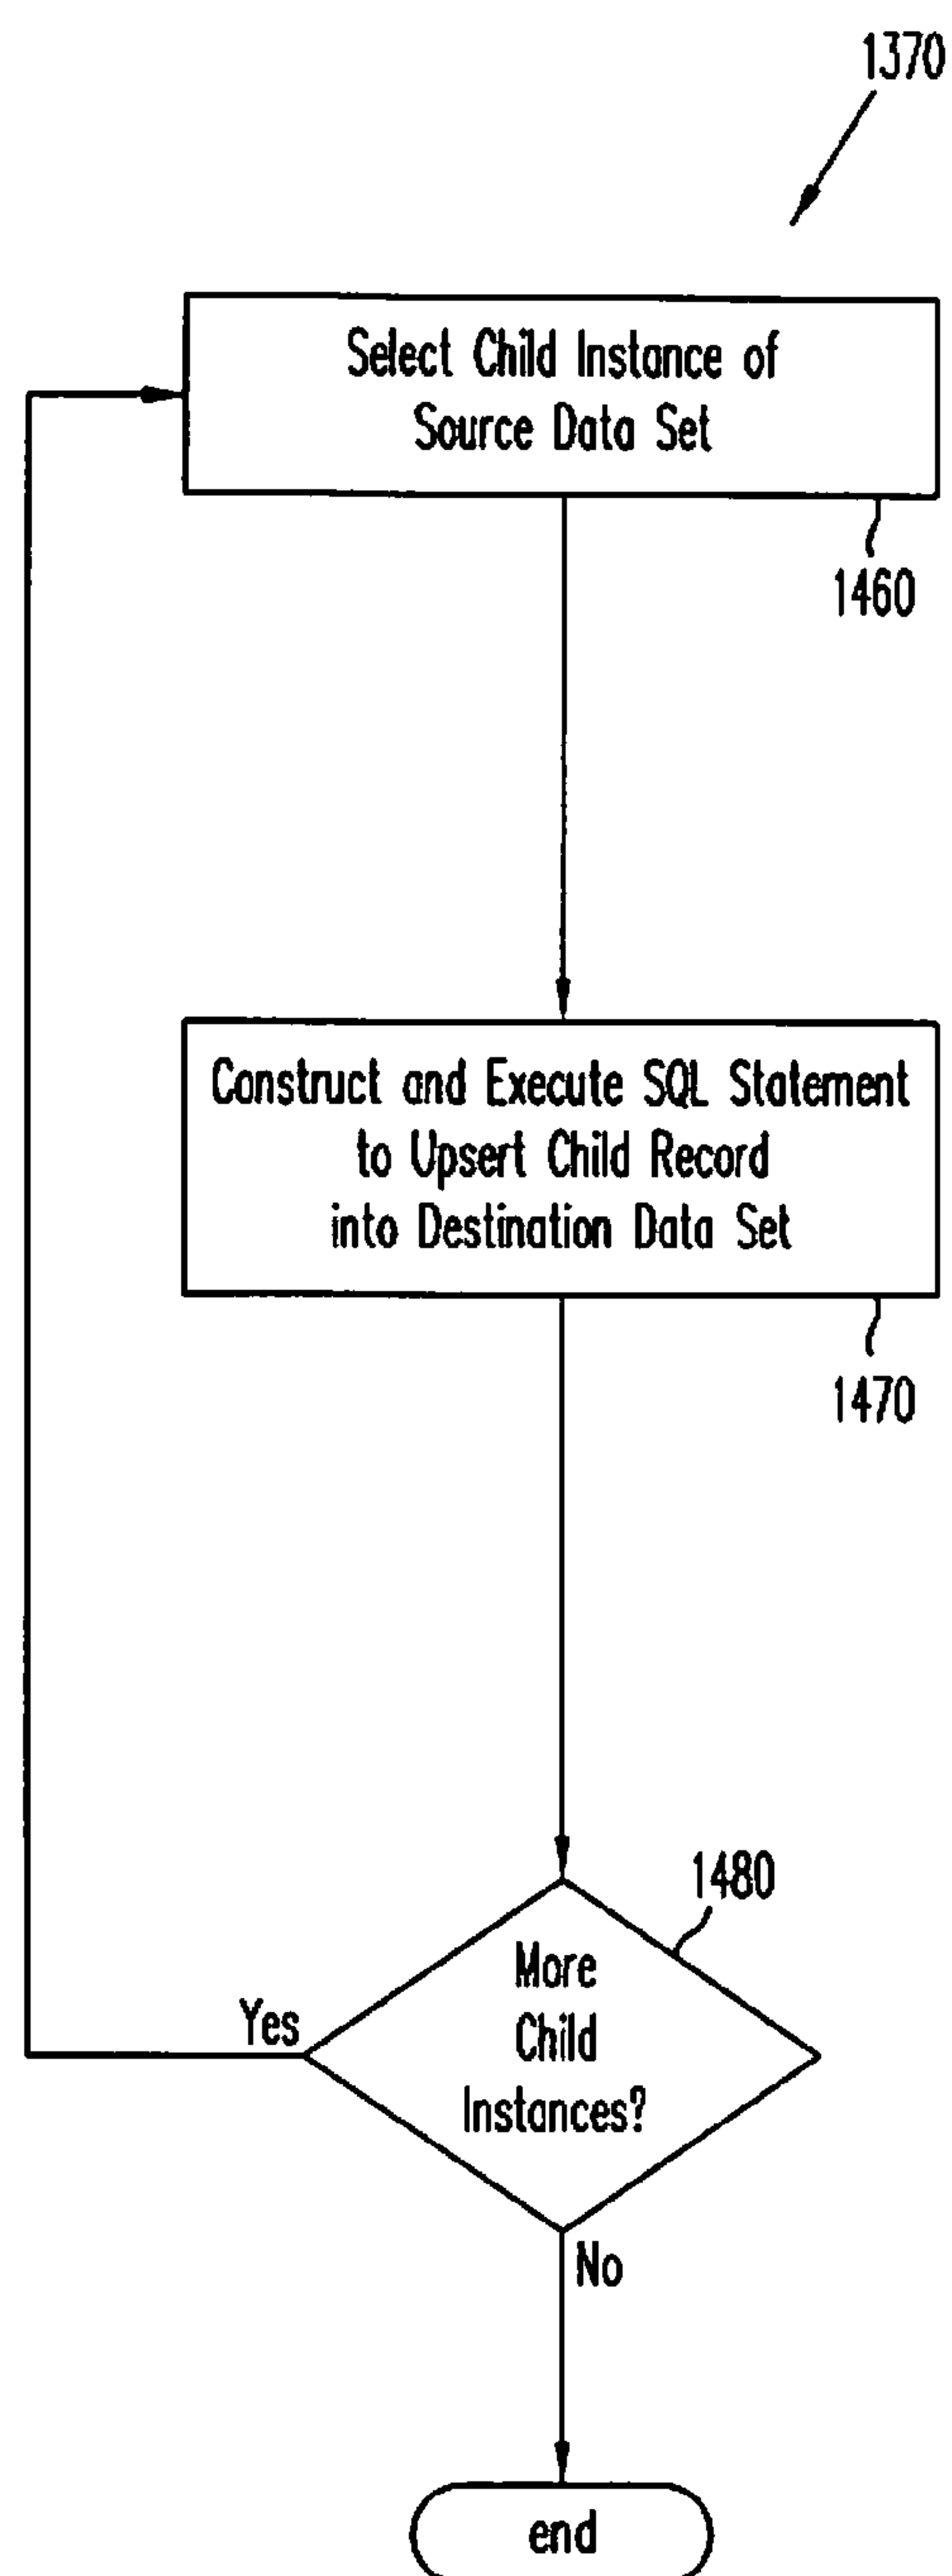 1370
Select Child Instance of
Source Data Set
1460
Construct and Execute SQL Statement
to Upsert Child Record
into Destination Data Set
1470
1480
More
Child
Instances?
Yes
No
end